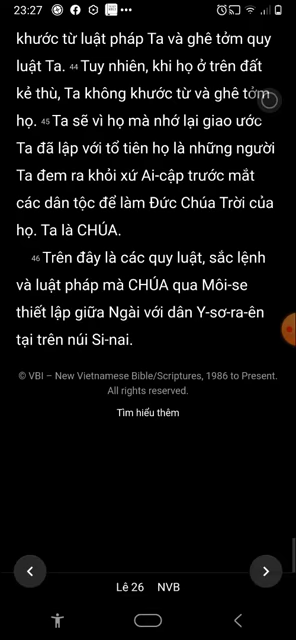 23:27
khước từ luật pháp Ta và ghê tởm quy
luật Ta. 44 Tuy nhiên, khi họ ở trên đất
kẻ thù, Ta không khước từ và ghê tởm
họ. 45 Ta sẽ vì họ mà nhớ lại giao ước
Ta đã lập với tổ tiên họ là những người
Ta đem ra khỏi xứ Ai-cập trước mắt
các dân tộc để làm Đức Chúa Trời của
họ. Ta là CHÚA.
46 Trên đây là các quy luật, sắc lệnh
và luật pháp mà CHÚA qua Môi-se
thiết lập giữa Ngài với dân Y-sơ-ra-ên
tại trên núi Si-nai.
© VBI – New Vietnamese Bible/Scriptures, 1986 to Present.
All rights reserved.
Tìm hiểu thêm
Lê 26 NVB